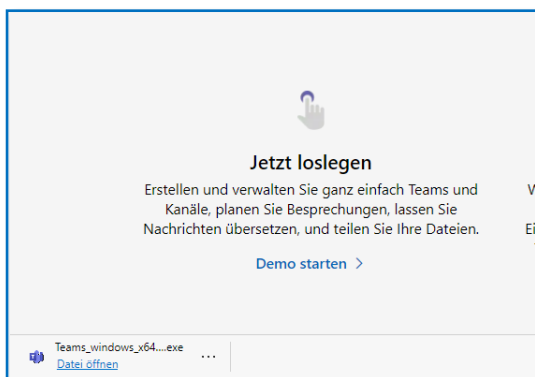 Jetzt loslegen
Erstellen und verwalten Sie ganz einfach Teams und
Kanäle, planen Sie Besprechungen, lassen Sie
Nachrichten übersetzen, und teilen Sie Ihre Dateien.
Demo starten >
Teams_windows_x64....exe
Datei öffnen
...